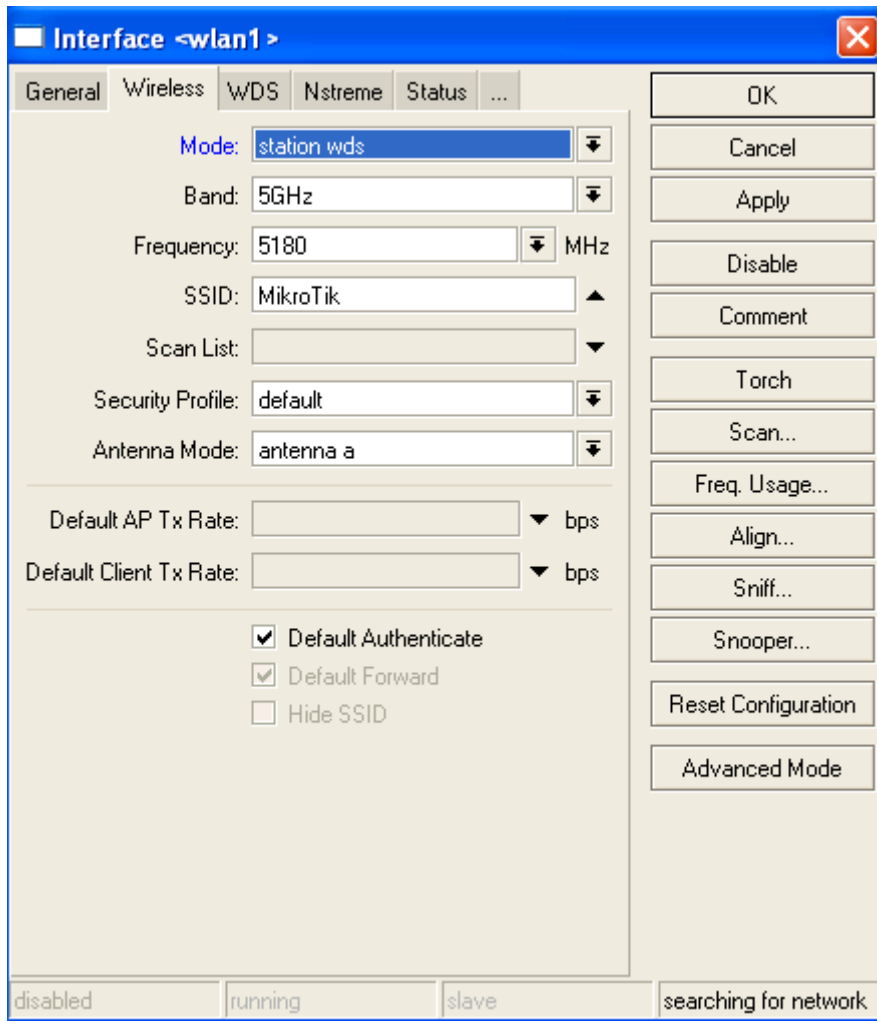 Interface <wlan1>
General Wireless WDS Nstreme Status ...
Mode: station wds
Band: 5GHz
Frequency: 5180 MHz
SSID: MikroTik
Scan List:
Security Profile: default
Antenna Mode: antenna a
Default AP Tx Rate: bps
Default Client Tx Rate: bps
Default Authenticate
Default Forward
Hide SSID
OK
Cancel
Apply
Disable
Comment
Torch
Scan...
Freq. Usage...
Align...
Sniff...
Snooper...
Reset Configuration
Advanced Mode
disabled running slave searching for network